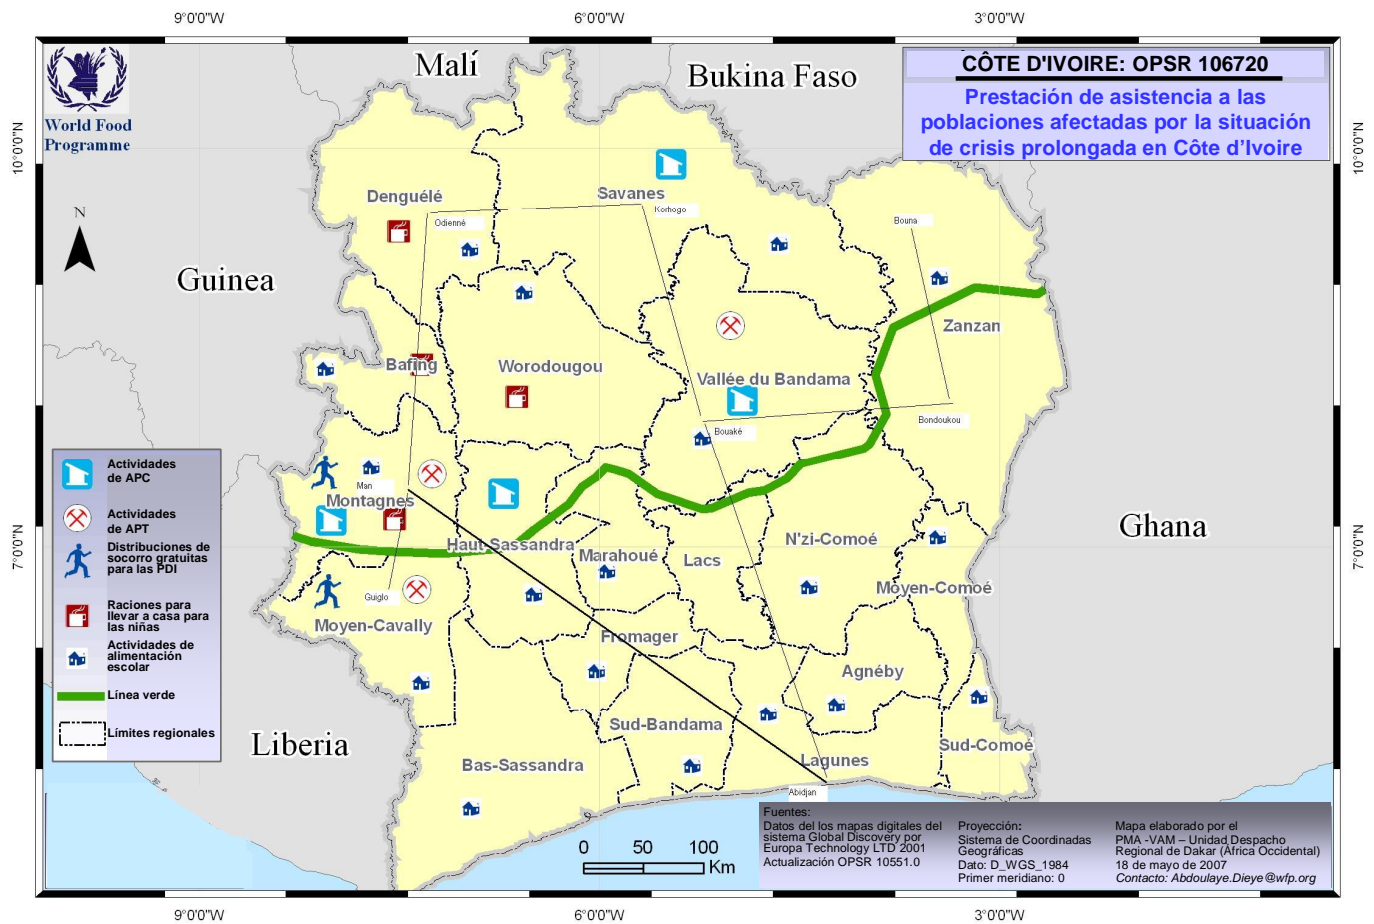 9°0'0"W
6°0'0"W
3°0'0"W
10°0'0"N
7°0'0"N
10°0'0"N
7°0'0"N
World Food
Programme
N
CÔTE D'IVOIRE: OPSR 106720
Prestación de asistencia a las
poblaciones afectadas por la situación
de crisis prolongada en Côte d'Ivoire
Malí
Bukina Faso
Guinea
Ghana
Liberia
Denguélé
Odienné
Savanes
Korhogo
Bouna
Zanzan
Bafing
Worodougou
Vallée du Bandama
Bouaké
Bondoukou
Man
Montagnes
Haut-Sassandra
Marahoué
Lacs
N'zi-Comoé
Moyen-Comoé
Guiglo
Moyen-Cavally
Fromager
Agnéby
Sud-Bandama
Bas-Sassandra
Lagunes
Sud-Comoé
Abidjan
Actividades
de APC
Actividades
de APT
Distribuciones de
socorro gratuitas
para las PDI
Raciones para
llevar a casa para
las niñas
Actividades de
alimentación
escolar
Línea verde
Límites regionales
0 50 100
Km
Fuentes:
Datos del los mapas digitales del
sistema Global Discovery por
Europa Technology LTD 2001
Actualización OPSR 10551.0
Proyección:
Sistema de Coordinadas
Geográficas
Dato: D_WGS_1984
Primer meridiano: 0
Mapa elaborado por el
PMA -VAM – Unidad Despacho
Regional de Dakar (África Occidental)
18 de mayo de 2007
Contacto: Abdoulaye.Dieye@wfp.org
9°0'0"W
6°0'0"W
3°0'0"W